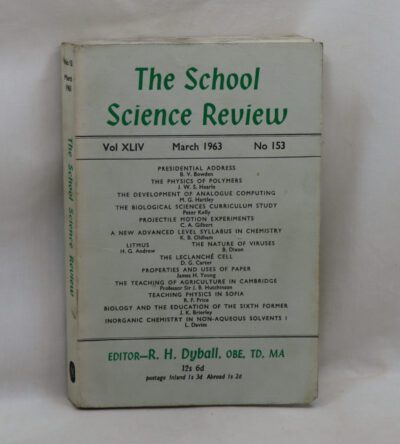 The School
Science Review
Vol XLIV March 1963 No 153
PRESIDENTIAL ADDRESS
B. V. Bowden
THE PHYSICS OF POLYMERS
J. W. S. Hearle
THE DEVELOPMENT OF ANALOGUE COMPUTING
M. G. Hartley
THE BIOLOGICAL SCIENCES CURRICULUM STUDY
Peter Kelly
PROJECTILE MOTION EXPERIMENTS
C. A. Gilbert
A NEW ADVANCED LEVEL SYLLABUS IN CHEMISTRY
K. B. Oldham
LITMUS THE NATURE OF VIRUSES
H. G. Andrew B. Dixon
THE LECLANCHÉ CELL
D. G. Carter
PROPERTIES AND USES OF PAPER
James H. Young
THE TEACHING OF AGRICULTURE IN CAMBRIDGE
Professor Sir J. B. Hutchinson
TEACHING PHYSICS IN SOFIA
R. F. Price
BIOLOGY AND THE EDUCATION OF THE SIXTH FORMER
J. K. Brierley
INORGANIC CHEMISTRY IN NON-AQUEOUS SOLVENTS I
L. Davies
EDITOR—R. H. Dyball, OBE, TD, MA
12s 6d
postage Inland 1s 3d Abroad 1s 2d
March
1963
The School Science Review